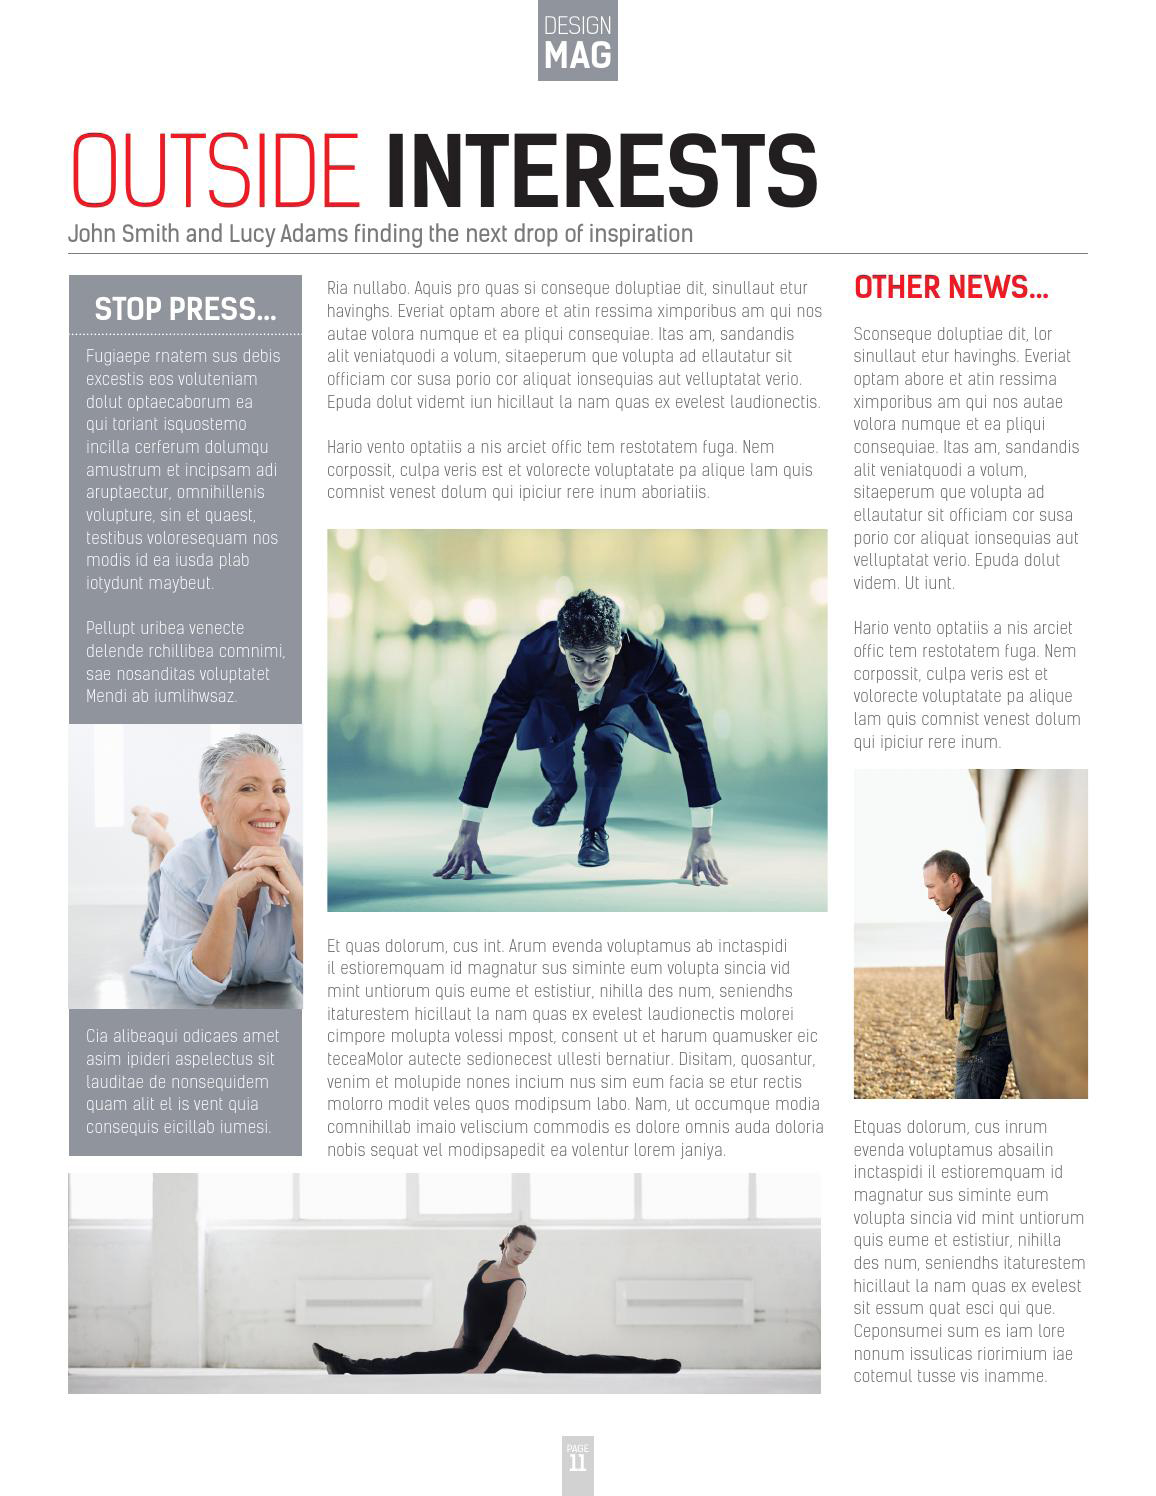 DESIGN
MAG
OUTSIDE INTERESTS
John Smith and Lucy Adams finding the next drop of inspiration
STOP PRESS...
Fugiaepe rnatem sus debis
excestis eos voluteniam
dolut optaecaborum ea
qui toriant isquostemo
incilla cerferum dolumqu
amustrum et incipsam adi
aruptaectur, omnihillenis
volupture, sin et quaest,
testibus voloresequam nos
modis id ea iusda plab
iotydunt maybeut.
Pellupt uribea venecte
delende rchillibea comnimi,
sae nosanditas voluptatet
Mendi ab iumlihwsaz.
Cia alibeaqui odicaes amet
asim ipideri aspelectus sit
lauditae de nonsequidem
quam alit el is vent quia
consequis eicillab iumesi.
Ria nullabo. Aquis pro quas si conseque doluptiae dit, sinullaut etur
havinghs. Everiat optam abore et atin ressima ximporibus am qui nos
autae volora numque et ea pliqui consequiae. Itas am, sandandis
alit veniatquodi a volum, sitaeperum que volupta ad ellautatur sit
officiam cor susa porio cor aliquat ionsequias aut velluptatat verio.
Epuda dolut videmt iun hicillaut la nam quas ex evelest laudionectis.
Hario vento optatiis a nis arciet offic tem restotatem fuga. Nem
corpossit, culpa veris est et volorecte voluptatate pa alique lam quis
comnist venest dolum qui ipiciur rere inum aboriatiis.
Et quas dolorum, cus int. Arum evenda voluptamus ab inctaspidi
il estioremquam id magnatur sus siminte eum volupta sincia vid
mint untiorum quis eume et estistiur, nihilla des num, seniendhs
itaturestem hicillaut la nam quas ex evelest laudionectis molorei
cimpore molupta volessi mpost, consent ut et harum quamusker eic
teceaMolor autecte sedionecest ullesti bernatiur. Disitam, quosantur,
venim et molupide nones incium nus sim eum facia se etur rectis
molorro modit veles quos modipsum labo. Nam, ut occumque modia
comnihillab imaio veliscium commodis es dolore omnis auda doloria
nobis sequat vel modipsapedit ea volentur lorem janiya.
OTHER NEWS...
Sconseque doluptiae dit, lor
sinullaut etur havinghs. Everiat
optam abore et atin ressima
ximporibus am qui nos autae
volora numque et ea pliqui
consequiae. Itas am, sandandis
alit veniatquodi a volum,
sitaeperum que volupta ad
ellautatur sit officiam cor susa
porio cor aliquat ionsequias aut
velluptatat verio. Epuda dolut
videm. Ut iunt.
Hario vento optatiis a nis arciet
offic tem restotatem fuga. Nem
corpossit, culpa veris est et
volorecte voluptatate pa alique
lam quis comnist venest dolum
qui ipiciur rere inum.
Etquas dolorum, cus inrum
evenda voluptamus absailin
inctaspidi il estioremquam id
magnatur sus siminte eum
volupta sincia vid mint untiorum
quis eume et estistiur, nihilla
des num, seniendhs itaturestem
hicillaut la nam quas ex evelest
sit essum quat esci qui que.
Ceponsumei sum es iam lore
nonum issulicas riorimium iae
cotemul tusse vis inamme.
PAGE
11